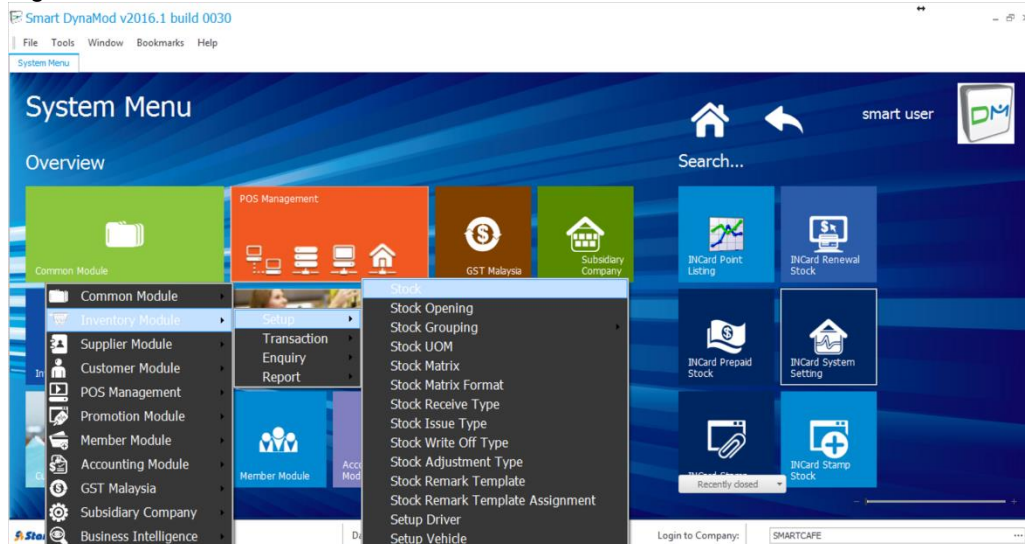 Smart DynaMod v2016.1 build 0030
File Tools Window Bookmarks Help
System Menu
System Menu
smart user
DM
Overview
Search...
Common Module
POS Management
GST Malaysia
Subsidiary
Company
INCard Point
Listing
INCard Renewal
Stock
Common Module
Inventory Module
Supplier Module
Customer Module
POS Management
Promotion Module
Member Module
Accounting Module
GST Malaysia
Subsidiary Company
Business Intelligence
Setup
Transaction
Enquiry
Report
Stock
Stock Opening
Stock Grouping
Stock UOM
Stock Matrix
Stock Matrix Format
Stock Receive Type
Stock Issue Type
Stock Write Off Type
Stock Adjustment Type
Stock Remark Template
Stock Remark Template Assignment
Setup Driver
Setup Vehicle
Member Module
INCard Prepaid
Stock
INCard System
Setting
INCard Stamp
Stock
Recently closed
Login to Company: SMARTCAFE